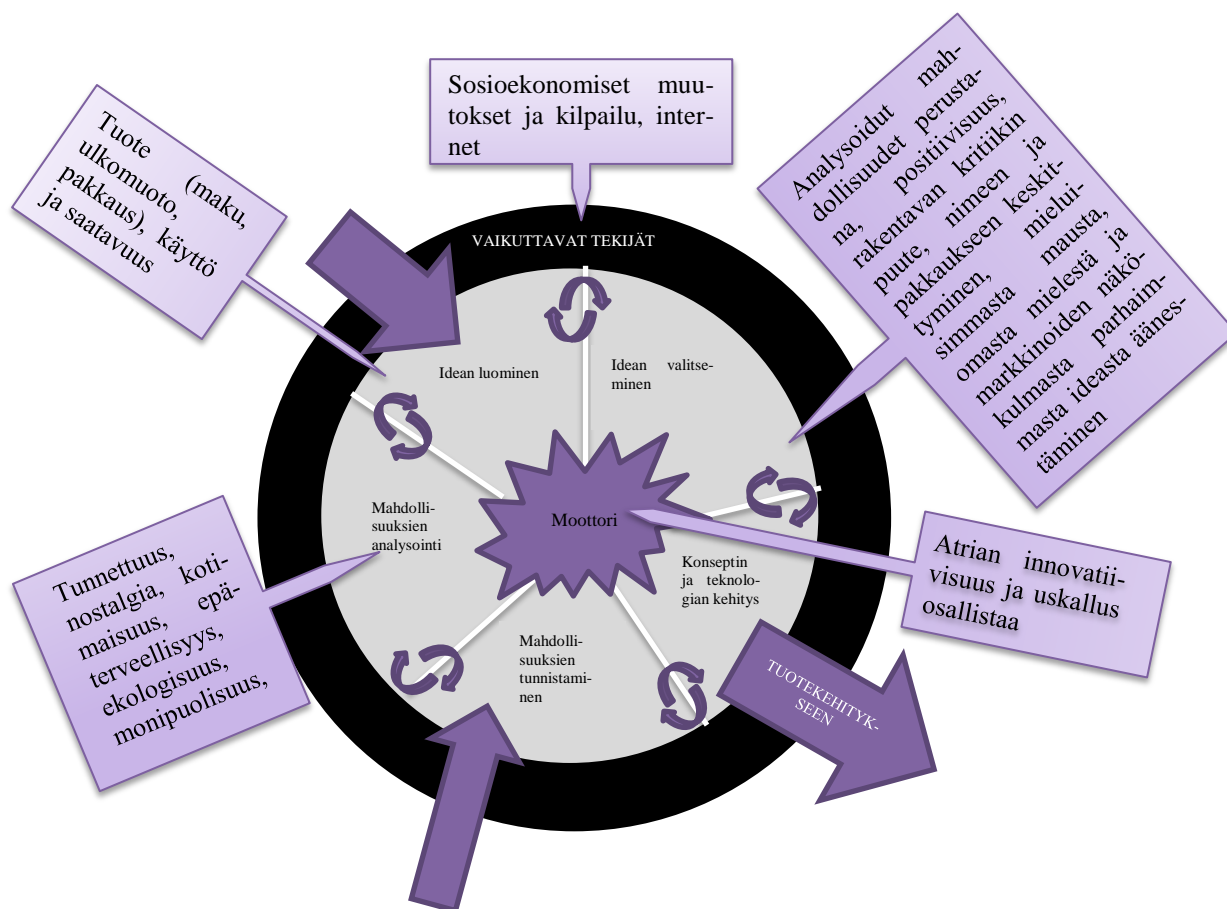 Sosioekonomiset muu-
tokset ja kilpailu, inter-
net
Tuote (maku,
ulkomuoto,
pakkaus), käyttö
ja saatavuus
Analysoidut mah-
dollisuudet perusta-
na, positiivisuus,
rakentavan kritiikin
puute, nimeen ja
pakkaukseen keskit-
tyminen, mielui-
simmasta mausta,
omasta mielestä ja
markkinoiden näkö-
kulmasta parhaim-
masta ideasta äänes-
täminen
VAIKUTTAVAT TEKIJÄT
Idean luominen
Idean valitse-
minen
Mahdolli-
suuksien
analysointi
Moottori
Konseptin
ja teknolo-
gian kehitys
Mahdolli-
suuksien
tunnistami-
nen
Tunnettuus,
nostalgia, koti-
maisuus, epä-
terveellisyys,
ekologisuus,
monipuolisuus,
Atrian innovatii-
visuus ja uskallus
osallistaa
TUOTEKEHITYK-
SEEN